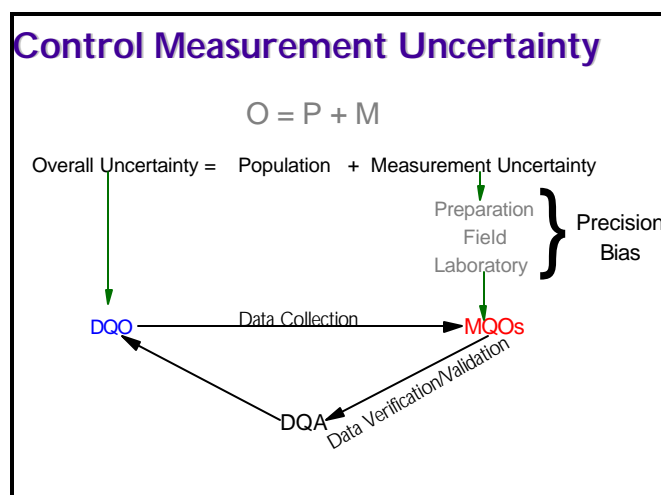 Control Measurement Uncertainty
O = P + M
Overall Uncertainty = Population + Measurement Uncertainty
Preparation
Field
Laboratory
}
Precision
Bias
DQO
Data Collection
MQOs
Data Verification/Validation
DQA